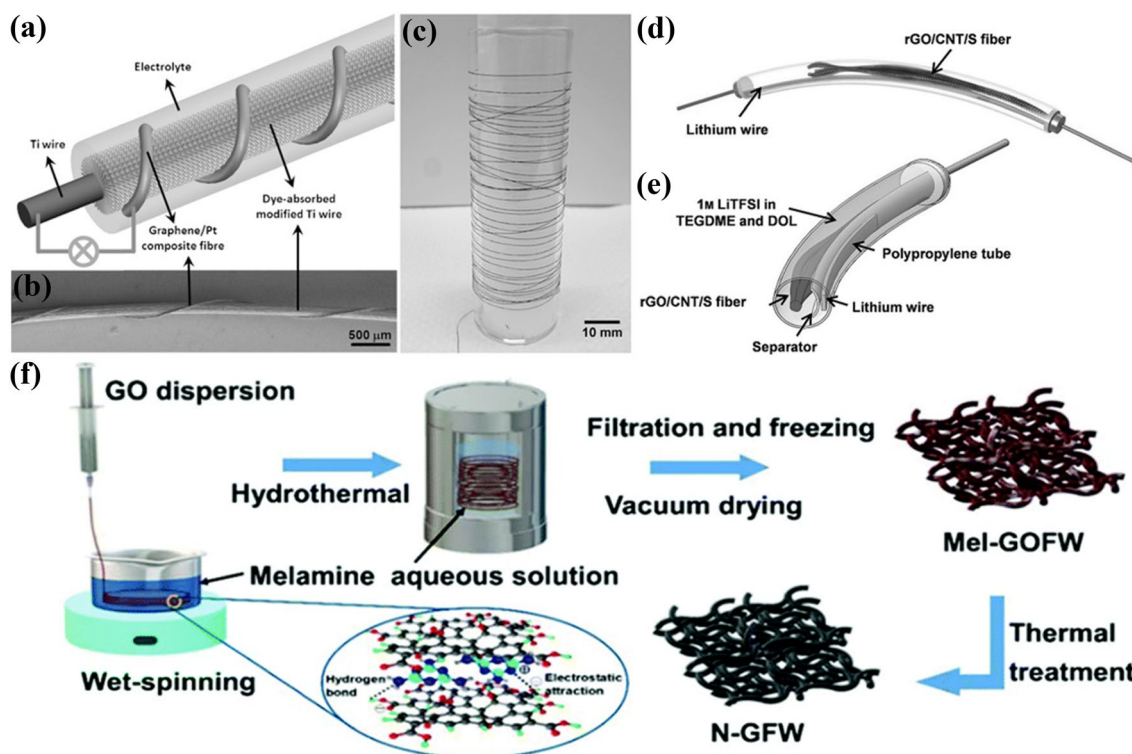 (a)
Electrolyte
Ti wire
Dye-absorbed
modified Ti wire
Graphene/Pt
composite fibre
(b)
500 µm
(c)
10 mm
(d)
rGO/CNT/S fiber
Lithium wire
(e)
1M LiTFSI in
TEGDME and DOL
Polypropylene tube
rGO/CNT/S fiber
Lithium wire
Separator
(f)
GO dispersion
Hydrothermal
Filtration and freezing
Vacuum drying
Mel-GOFW
Melamine aqueous solution
Wet-spinning
Hydrogen
bond
Electrostatic
attraction
Thermal
treatment
N-GFW